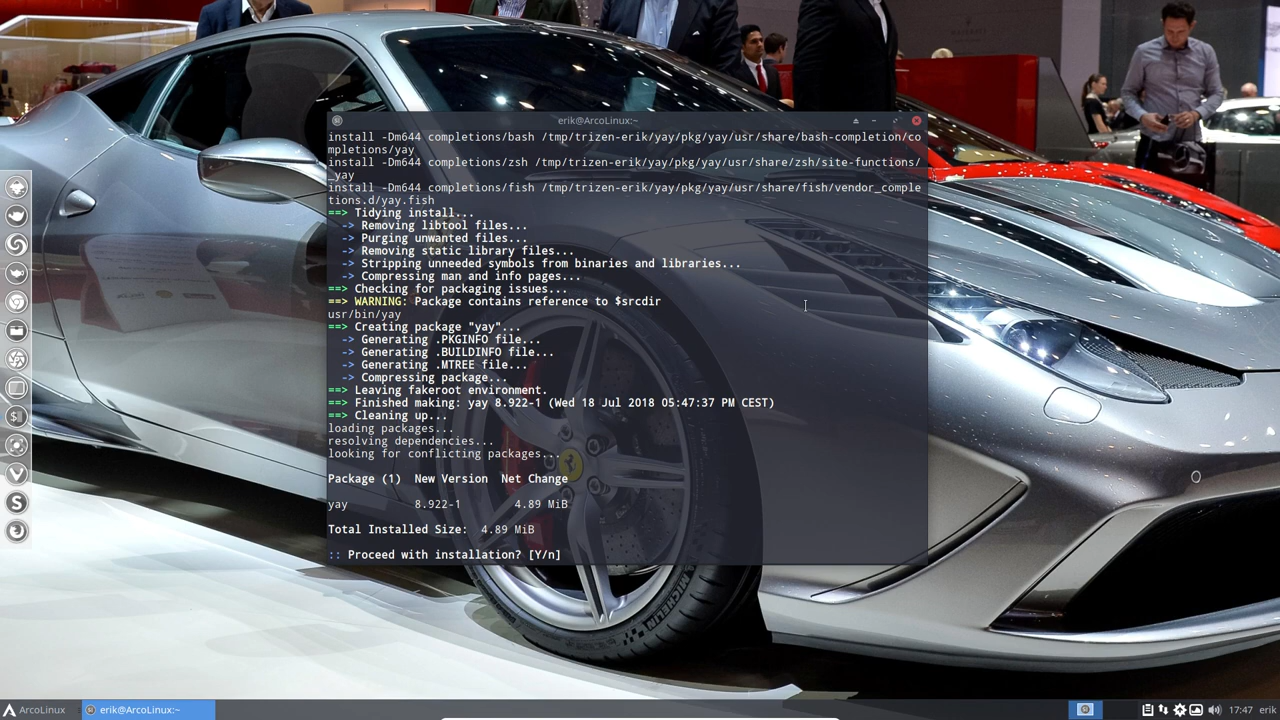 erik@ArcoLinux:~
install -Dm644 completions/bash /tmp/trizen-erik/yay/pkg/yay/usr/share/bash-completion/co
mpletions/yay
install -Dm644 completions/zsh /tmp/trizen-erik/yay/pkg/yay/usr/share/zsh/site-functions/
_yay
install -Dm644 completions/fish /tmp/trizen-erik/yay/pkg/yay/usr/share/fish/vendor_comple
tions.d/yay.fish
==> Tidying install...
  -> Removing libtool files...
  -> Purging unwanted files...
  -> Removing static library files...
  -> Stripping unneeded symbols from binaries and libraries...
  -> Compressing man and info pages...
==> Checking for packaging issues...
==> WARNING: Package contains reference to $srcdir
usr/bin/yay
==> Creating package "yay"...
  -> Generating .PKGINFO file...
  -> Generating .BUILDINFO file...
  -> Generating .MTREE file...
  -> Compressing package...
==> Leaving fakeroot environment.
==> Finished making: yay 8.922-1 (Wed 18 Jul 2018 05:47:37 PM CEST)
==> Cleaning up...
loading packages...
resolving dependencies...
looking for conflicting packages...
Package (1)  New Version  Net Change
yay          8.922-1        4.89 MiB
Total Installed Size:  4.89 MiB
:: Proceed with installation? [Y/n]
MICHELIN
ArcoLinux
erik@ArcoLinux:~
17:47
erik